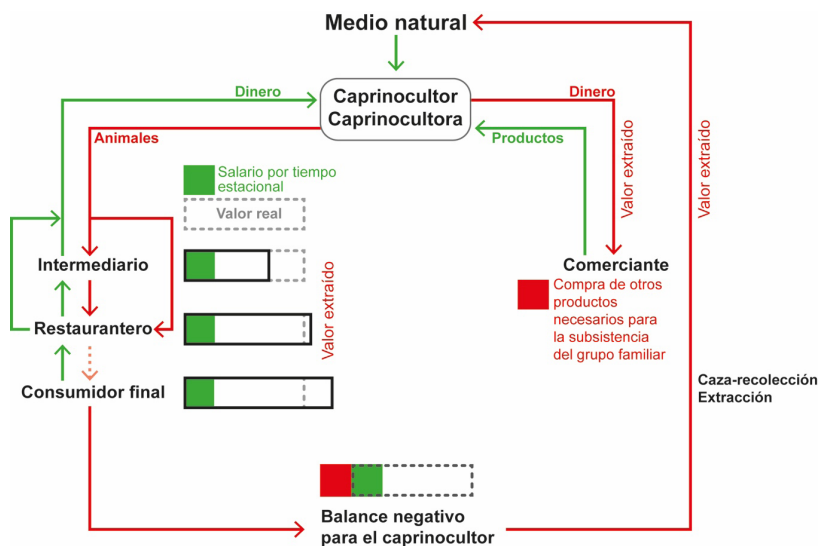 Medio natural
Dinero
Caprinocultor
Caprinocultora
Dinero
Animales
Productos
Salario por tiempo
estacional
Valor real
Valor extraído
Valor extraído
Valor extraído
Intermediario
Comerciante
Compra de otros
productos
necesarios para
la subsistencia
del grupo familiar
Restaurantero
Consumidor final
Caza-recolección
Extracción
Balance negativo
para el caprinocultor